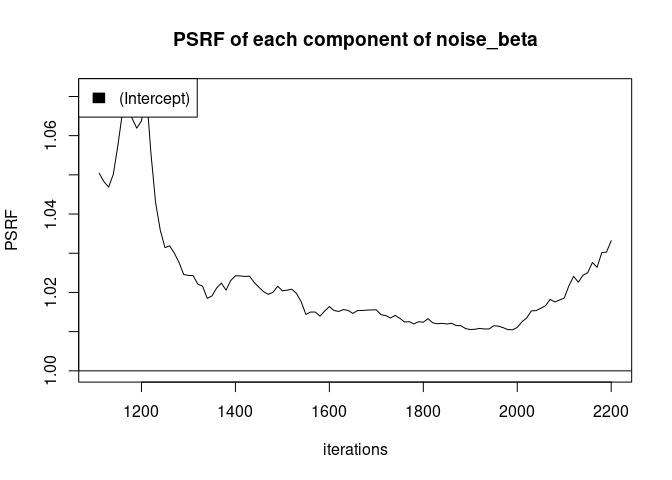 PSRF of each component of noise_beta
(Intercept)
PSRF
1.06
1.04
1.02
1.00
1200 1400 1600 1800 2000 2200
iterations